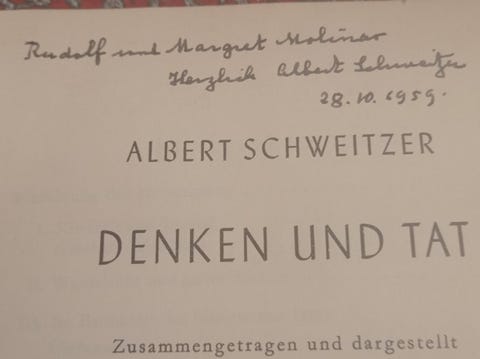 Rudolf und Margret Molinar
Herzlich Albert Schweitzer
28.10.1959.
ALBERT SCHWEITZER
DENKEN UND TAT
Zusammengetragen und dargestellt